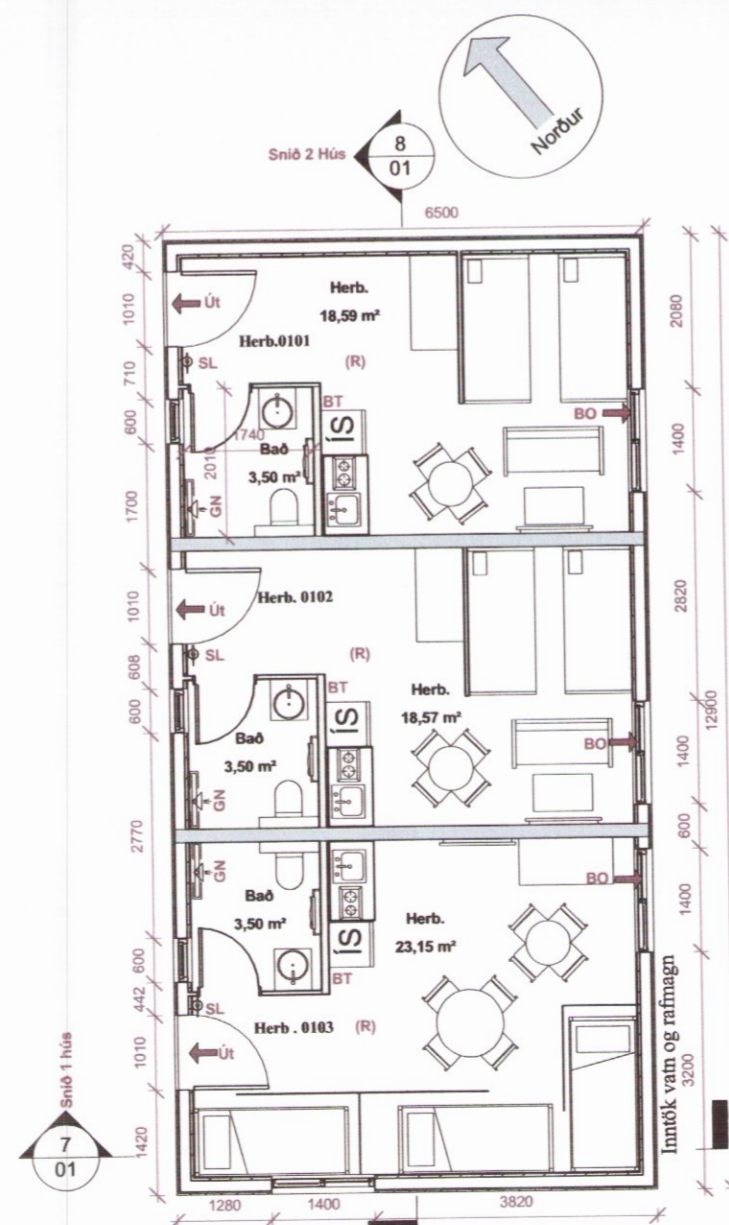 Norður
Snið 2 Hús
8
01
6500
420
1010
710
600
1700
1010
608
600
2770
600
442
1010
1420
Út
Herb.
18,59 m²
Herb.0101
SL
(R)
BT
ÍS
1740
2010
Bað
3,50 m²
GN
BO
2080
1400
2820
1400
600
1400
3200
12900
Herb. 0102
Út
SL
(R)
BT
Herb.
18,57 m²
ÍS
Bað
3,50 m²
GN
BO
GN
Bað
3,50 m²
ÍS
BT
Herb.
23,15 m²
BO
SL
Herb . 0103
(R)
Út
Inntök vatn og rafmagn
Snið 1 hús
7
01
1280
1400
3820